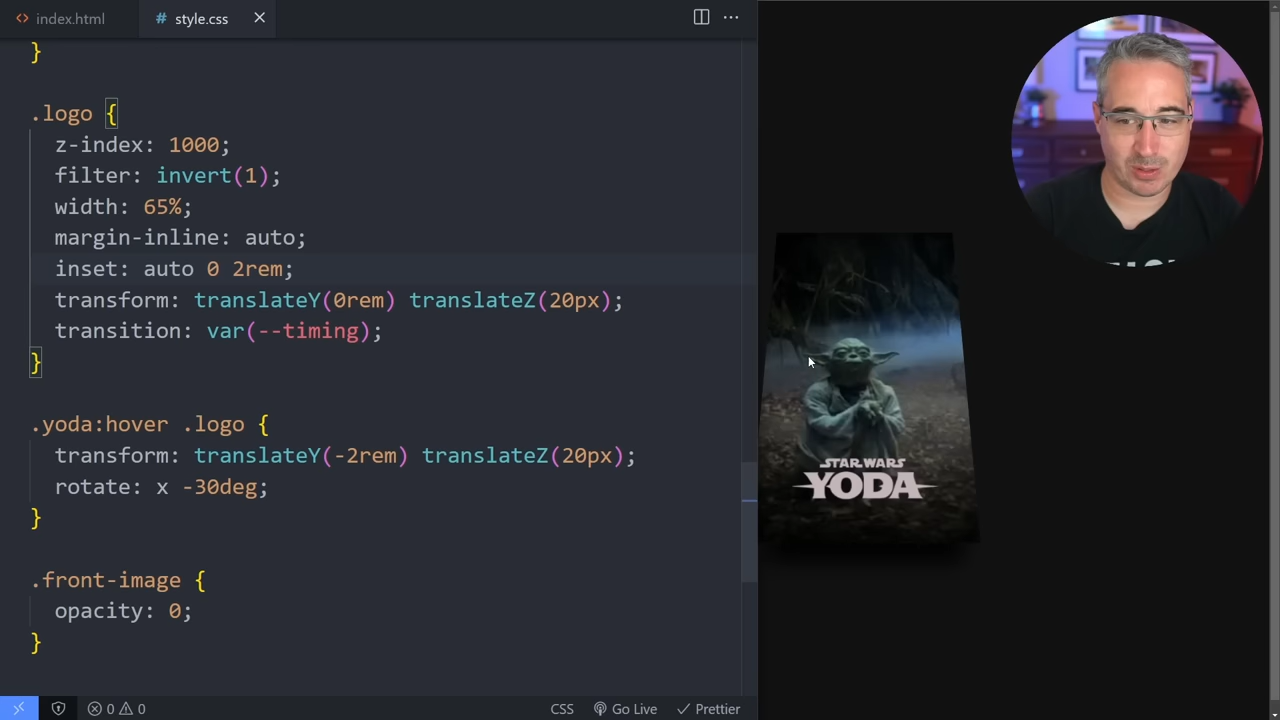 index.html
style.css
}
.logo {
z-index: 1000;
filter: invert(1);
width: 65%;
margin-inline: auto;
inset: auto 0 2rem;
transform: translateY(0rem) translateZ(20px);
transition: var(--timing);
}
.yoda:hover .logo {
transform: translateY(-2rem) translateZ(20px);
rotate: x -30deg;
}
.front-image {
opacity: 0;
}
STAR WARS
YODA
0 0
CSS
Go Live
Prettier